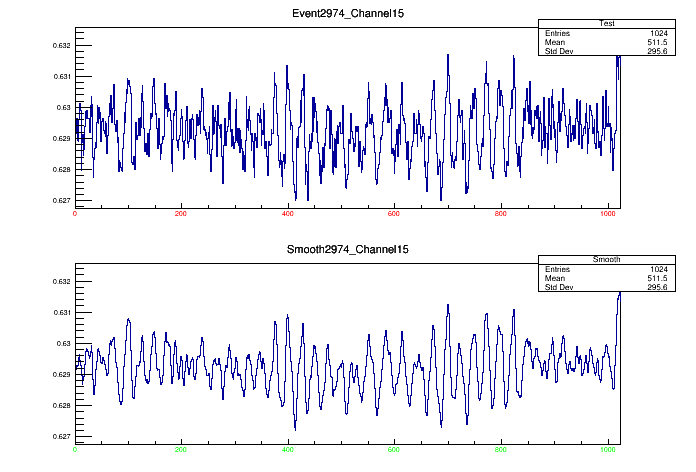 Event2974_Channel15
Test
Entries 1024
Mean 511.5
Std Dev 295.6
0.632
0.631
0.63
0.629
0.628
0.627
0 200 400 600 800 1000
Smooth2974_Channel15
Smooth
Entries 1024
Mean 511.5
Std Dev 295.6
0.632
0.631
0.63
0.629
0.628
0.627
0 200 400 600 800 1000